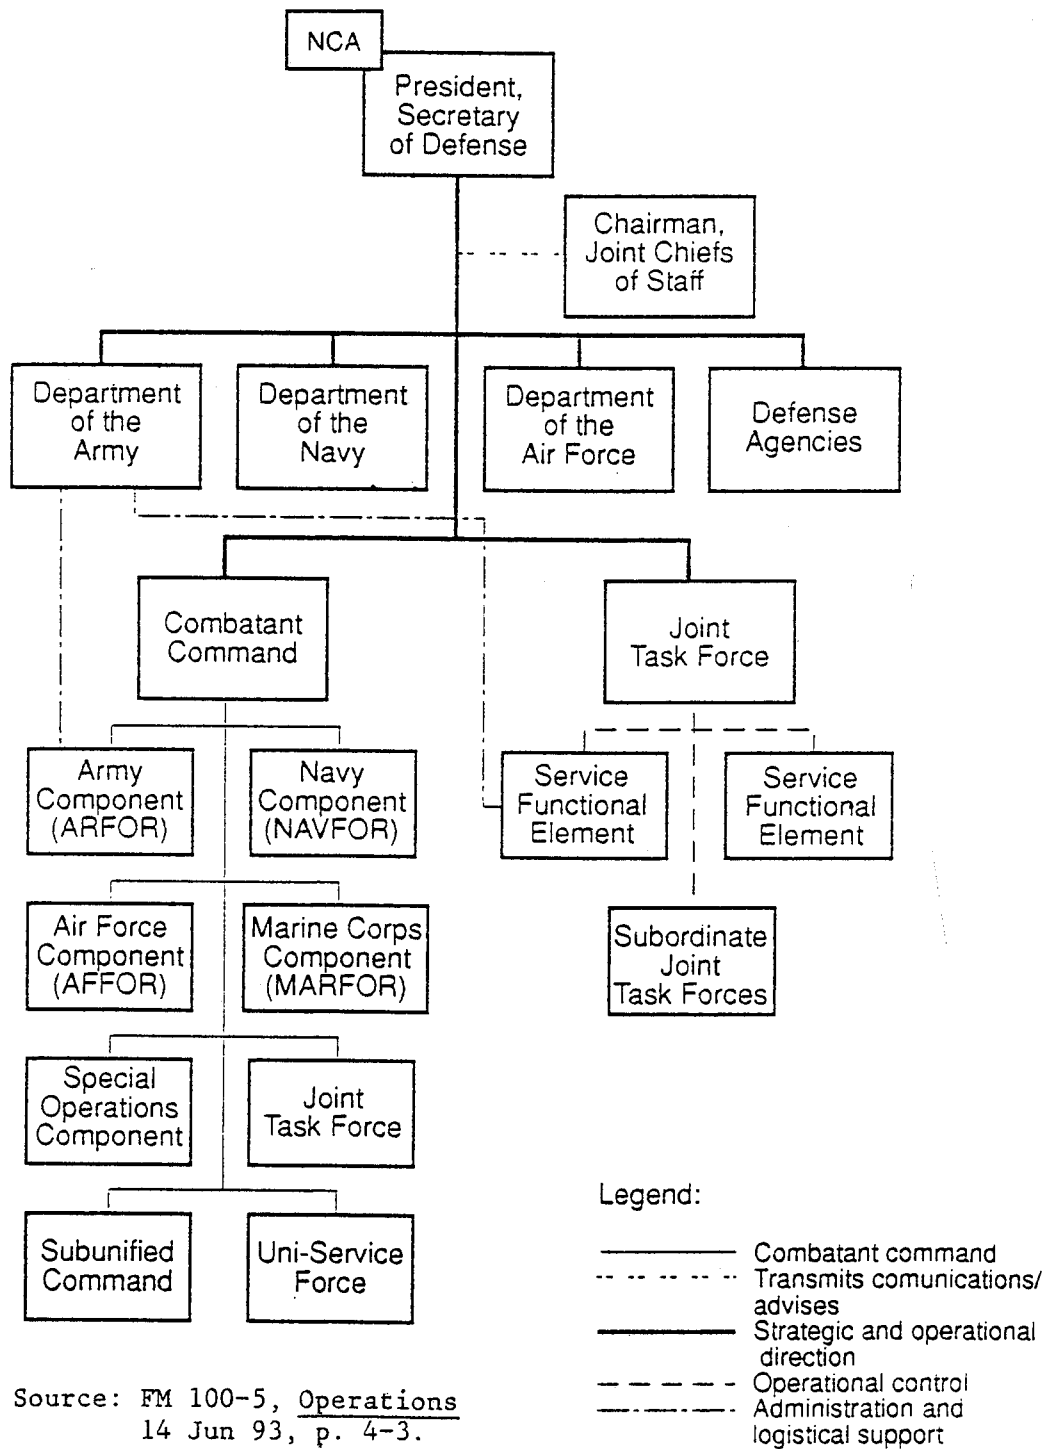 NCA
President,
Secretary
of Defense
Chairman,
Joint Chiefs
of Staff
Department
of the
Army
Department
of the
Navy
Department
of the
Air Force
Defense
Agencies
Combatant
Command
Joint
Task Force
Army
Component
(ARFOR)
Navy
Component
(NAVFOR)
Service
Functional
Element
Service
Functional
Element
Air Force
Component
(AFFOR)
Marine Corps
Component
(MARFOR)
Subordinate
Joint
Task Forces
Special
Operations
Component
Joint
Task Force
Subunified
Command
Uni-Service
Force
Legend:
Combatant command
Transmits comunications/
advises
Strategic and operational
direction
Operational control
Administration and
logistical support
Source: FM 100-5, Operations
14 Jun 93, p. 4-3.